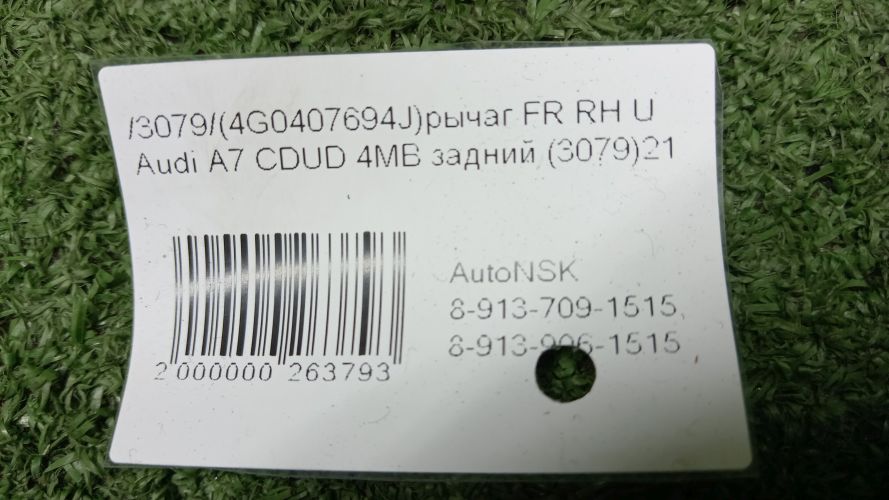 /3079/(4G0407694J)рычаг FR RH U
Audi A7 CDUD 4MB задний (3079)21
AutoNSK
8-913-709-1515,
8-913-906-1515
2 000000 263793